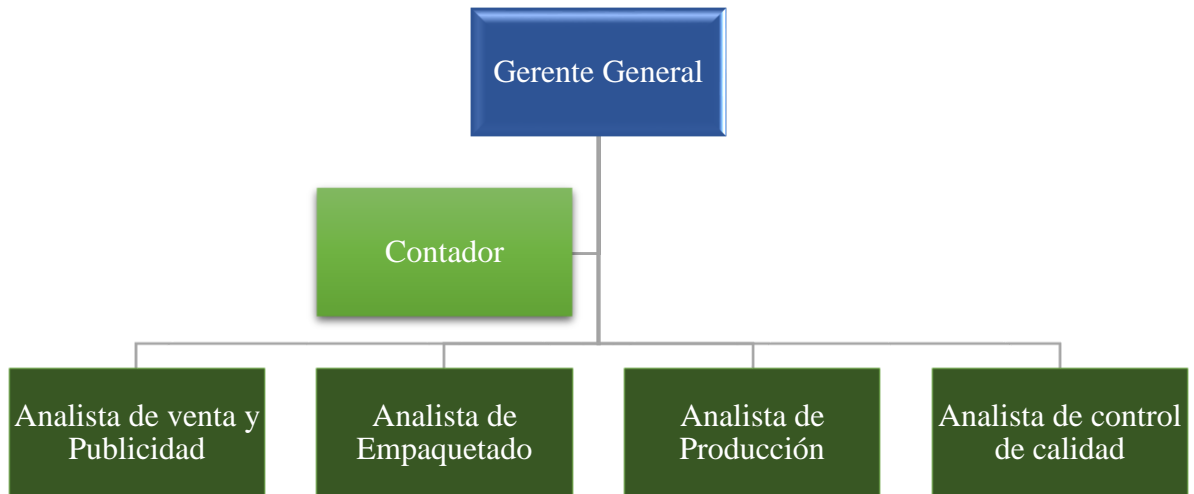 Gerente General
Contador
Analista de venta y
Publicidad
Analista de
Empaquetado
Analista de
Producción
Analista de control
de calidad